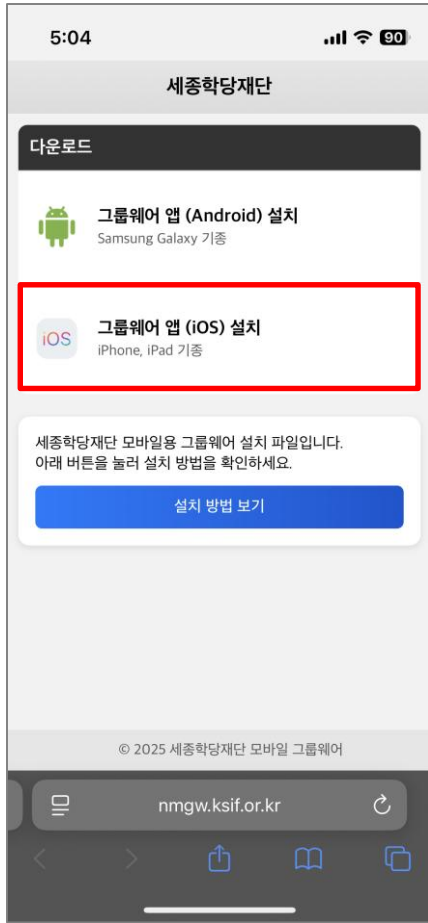 5:04
90
세종학당재단
다운로드
그룹웨어 앱 (Android) 설치
Samsung Galaxy 기종
iOS
그룹웨어 앱 (iOS) 설치
iPhone, iPad 기종
세종학당재단 모바일용 그룹웨어 설치 파일입니다.
아래 버튼을 눌러 설치 방법을 확인하세요.
설치 방법 보기
© 2025 세종학당재단 모바일 그룹웨어
nmgw.ksif.or.kr